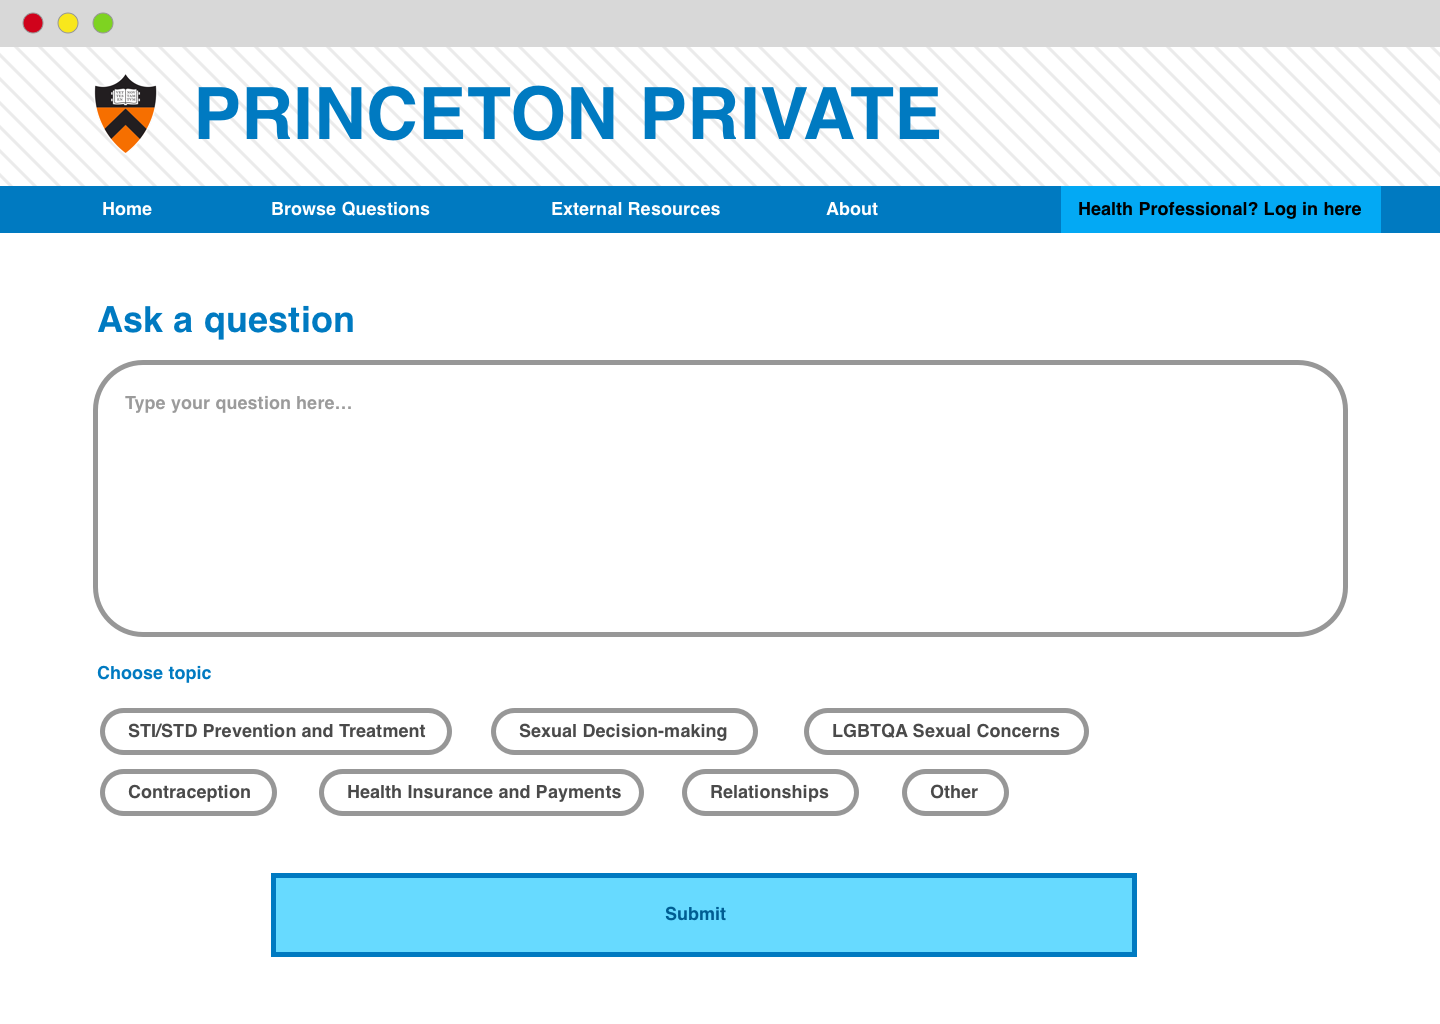 PRINCETON PRIVATE
Home Browse Questions External Resources About Health Professional? Log in here
Ask a question
Type your question here...
Choose topic
STI/STD Prevention and Treatment Sexual Decision-making LGBTQA Sexual Concerns
Contraception Health Insurance and Payments Relationships Other
Submit